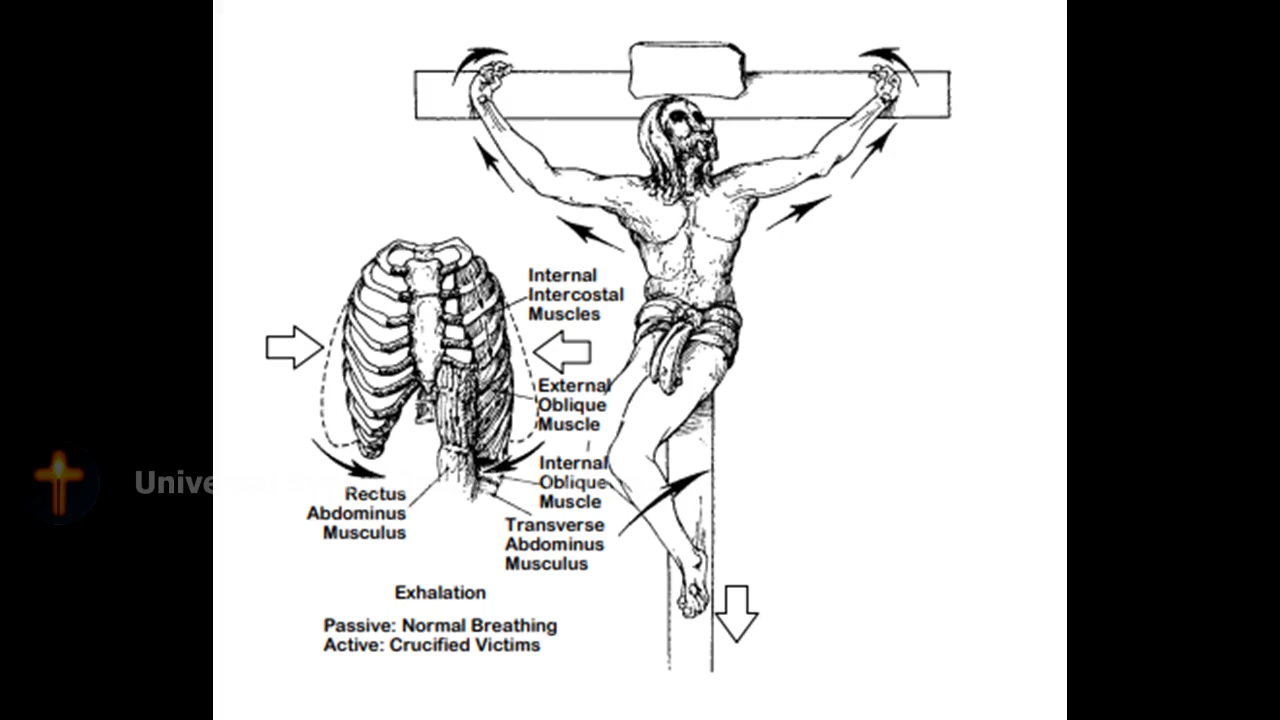 Internal
Intercostal
Muscles
External
Oblique
Muscle
Internal
Oblique
Muscle
Rectus
Abdominus
Musculus
Transverse
Abdominus
Musculus
Exhalation
Passive: Normal Breathing
Active: Crucified Victims